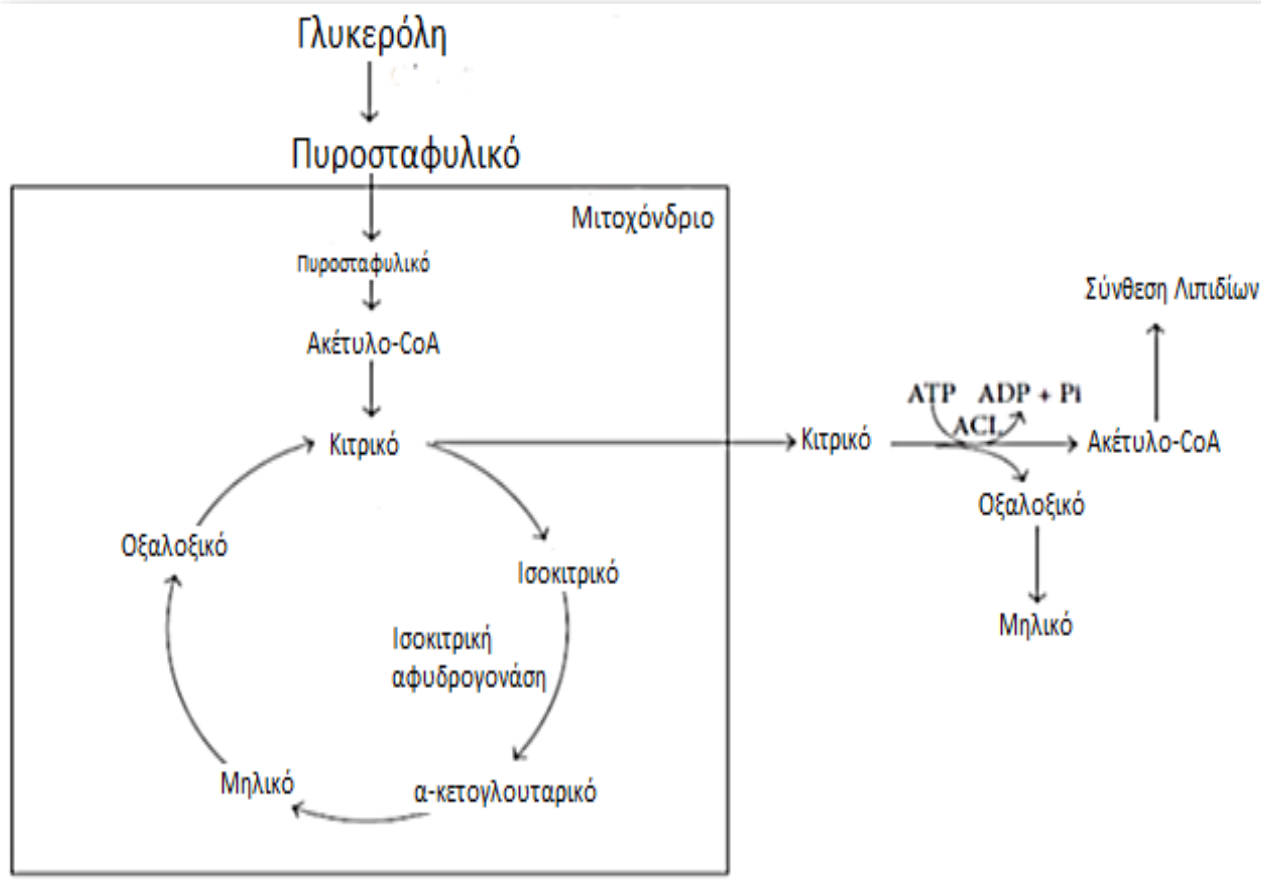 Γλυκερόλη
Πυροσταφυλικό
Μιτοχόνδριο
Πυροσταφυλικό
Ακέτυλο-CoA
Κιτρικό
Ισοκιτρικό
Ισοκιτρική
αφυδρογονάση
α-κετογλουταρικό
Μηλικό
Οξαλοξικό
Κιτρικό
ATP ADP + Pi
ACL
Ακέτυλο-CoA
Σύνθεση Λιπιδίων
Οξαλοξικό
Μηλικό